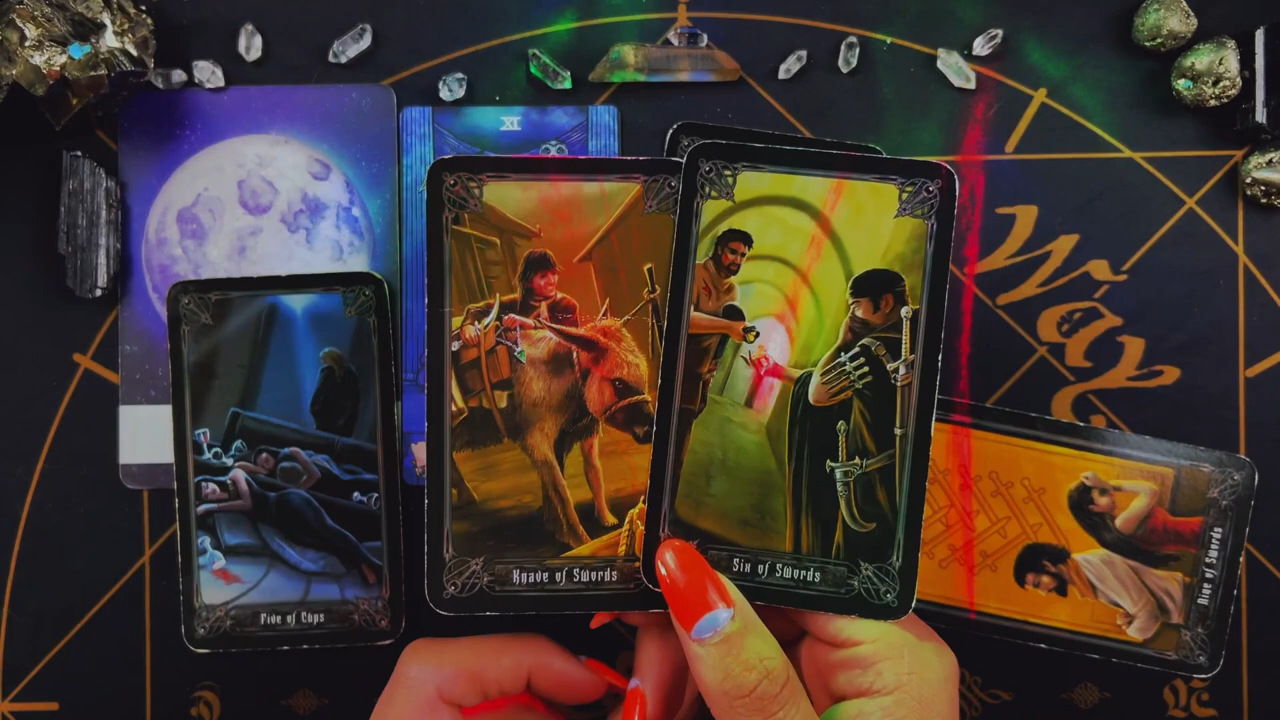 XI
Knave of Swords
Six of Swords
Five of Cups
Nine of Swords